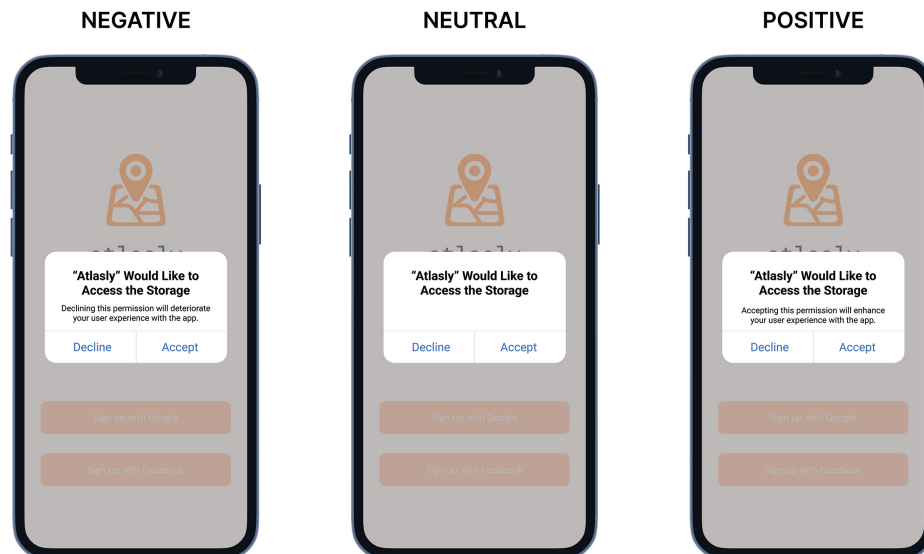 NEGATIVE
NEUTRAL
POSITIVE
“Atlasly” Would Like to
Access the Storage
Declining this permission will deteriorate
your user experience with the app.
Decline
Accept
Sign up with Google
Sign up with Facebook
“Atlasly” Would Like to
Access the Storage
Decline
Accept
Sign up with Google
Sign up with Facebook
“Atlasly” Would Like to
Access the Storage
Accepting this permission will enhance
your user experience with the app.
Decline
Accept
Sign up with Google
Sign up with Facebook